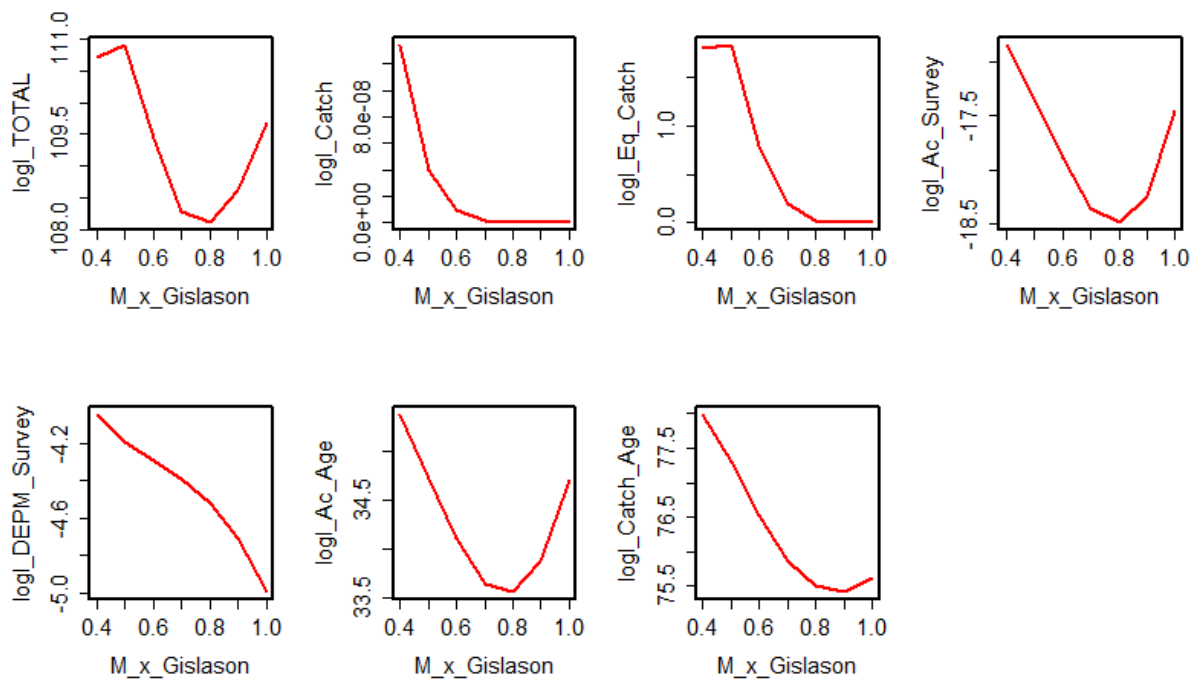 logl_TOTAL
111.0
109.5
108.0
0.4 0.6 0.8 1.0
M_x_Gislason
logl_Catch
8.0e-08
0.0e+00
0.4 0.6 0.8 1.0
M_x_Gislason
logl_Eq_Catch
1.0
0.0
0.4 0.6 0.8 1.0
M_x_Gislason
logl_Ac_Survey
-17.5
-18.5
0.4 0.6 0.8 1.0
M_x_Gislason
logl_DEPM_Survey
-4.2
-4.6
-5.0
0.4 0.6 0.8 1.0
M_x_Gislason
logl_Ac_Age
34.5
33.5
0.4 0.6 0.8 1.0
M_x_Gislason
logl_Catch_Age
77.5
76.5
75.5
0.4 0.6 0.8 1.0
M_x_Gislason